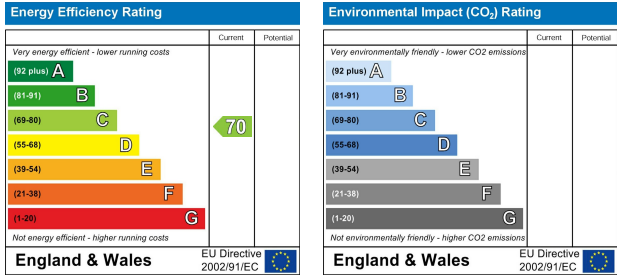 Energy Efficiency Rating
Current Potential
Very energy efficient - lower running costs
(92 plus) A
(81-91) B
(69-80) C
70
(55-68) D
(39-54) E
(21-38) F
(1-20) G
Not energy efficient - higher running costs
England & Wales
EU Directive
2002/91/EC
Environmental Impact (CO₂) Rating
Current Potential
Very environmentally friendly - lower CO2 emissions
(92 plus) A
(81-91) B
(69-80) C
(55-68) D
(39-54) E
(21-38) F
(1-20) G
Not environmentally friendly - higher CO2 emissions
England & Wales
EU Directive
2002/91/EC